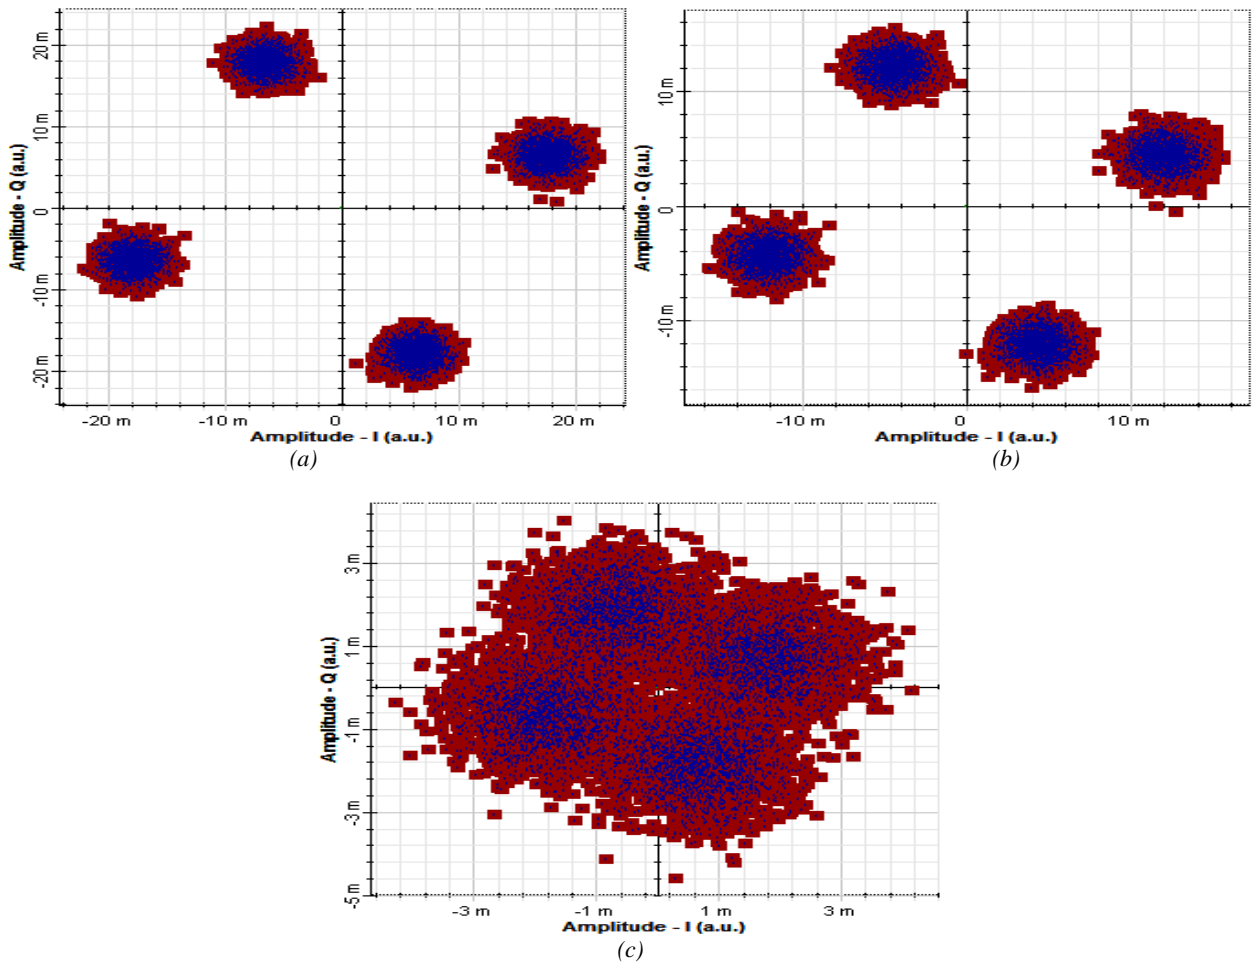 20 m
10 m
0
-10 m
-20 m
Amplitude - Q (a.u.)
-20 m -10 m 0 10 m 20 m
Amplitude - I (a.u.)
(a)
10 m
0
-10 m
Amplitude - Q (a.u.)
-10 m 0 10 m
Amplitude - I (a.u.)
(b)
3 m
1 m
-1 m
-3 m
-5 m
Amplitude - Q (a.u.)
-3 m -1 m 1 m 3 m
Amplitude - I (a.u.)
(c)